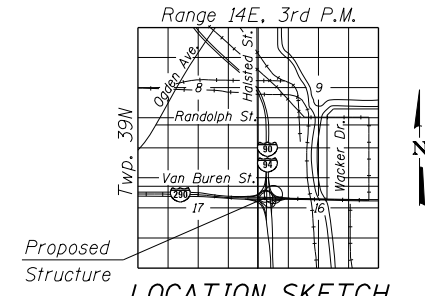 Range 14E, 3rd P.M.
Twp. 39N
Ogden Ave.
Halsted St.
8
9
Randolph St.
90
94
Wacker Dr.
N
Van Buren St.
290
17
16
Proposed
Structure
LOCATION SKETCH